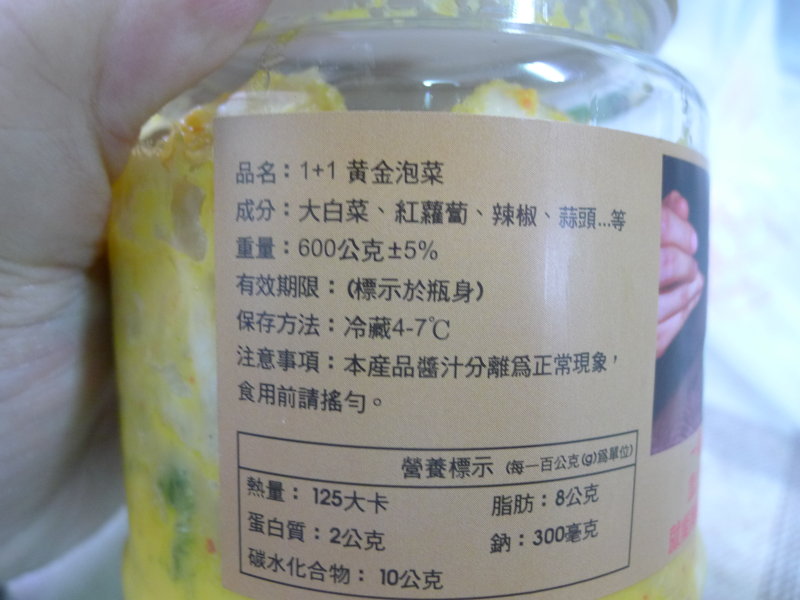 品名：1+1 黃金泡菜
成分：大白菜、紅蘿蔔、辣椒、蒜頭...等
重量：600公克±5%
有效期限：(標示於瓶身)
保存方法：冷藏4-7℃
注意事項：本產品醬汁分離為正常現象，
食用前請搖勻。
營養標示 (每一百公克(g)為單位)
熱量：125大卡 脂肪：8公克
蛋白質：2公克 鈉：300毫克
碳水化合物：10公克